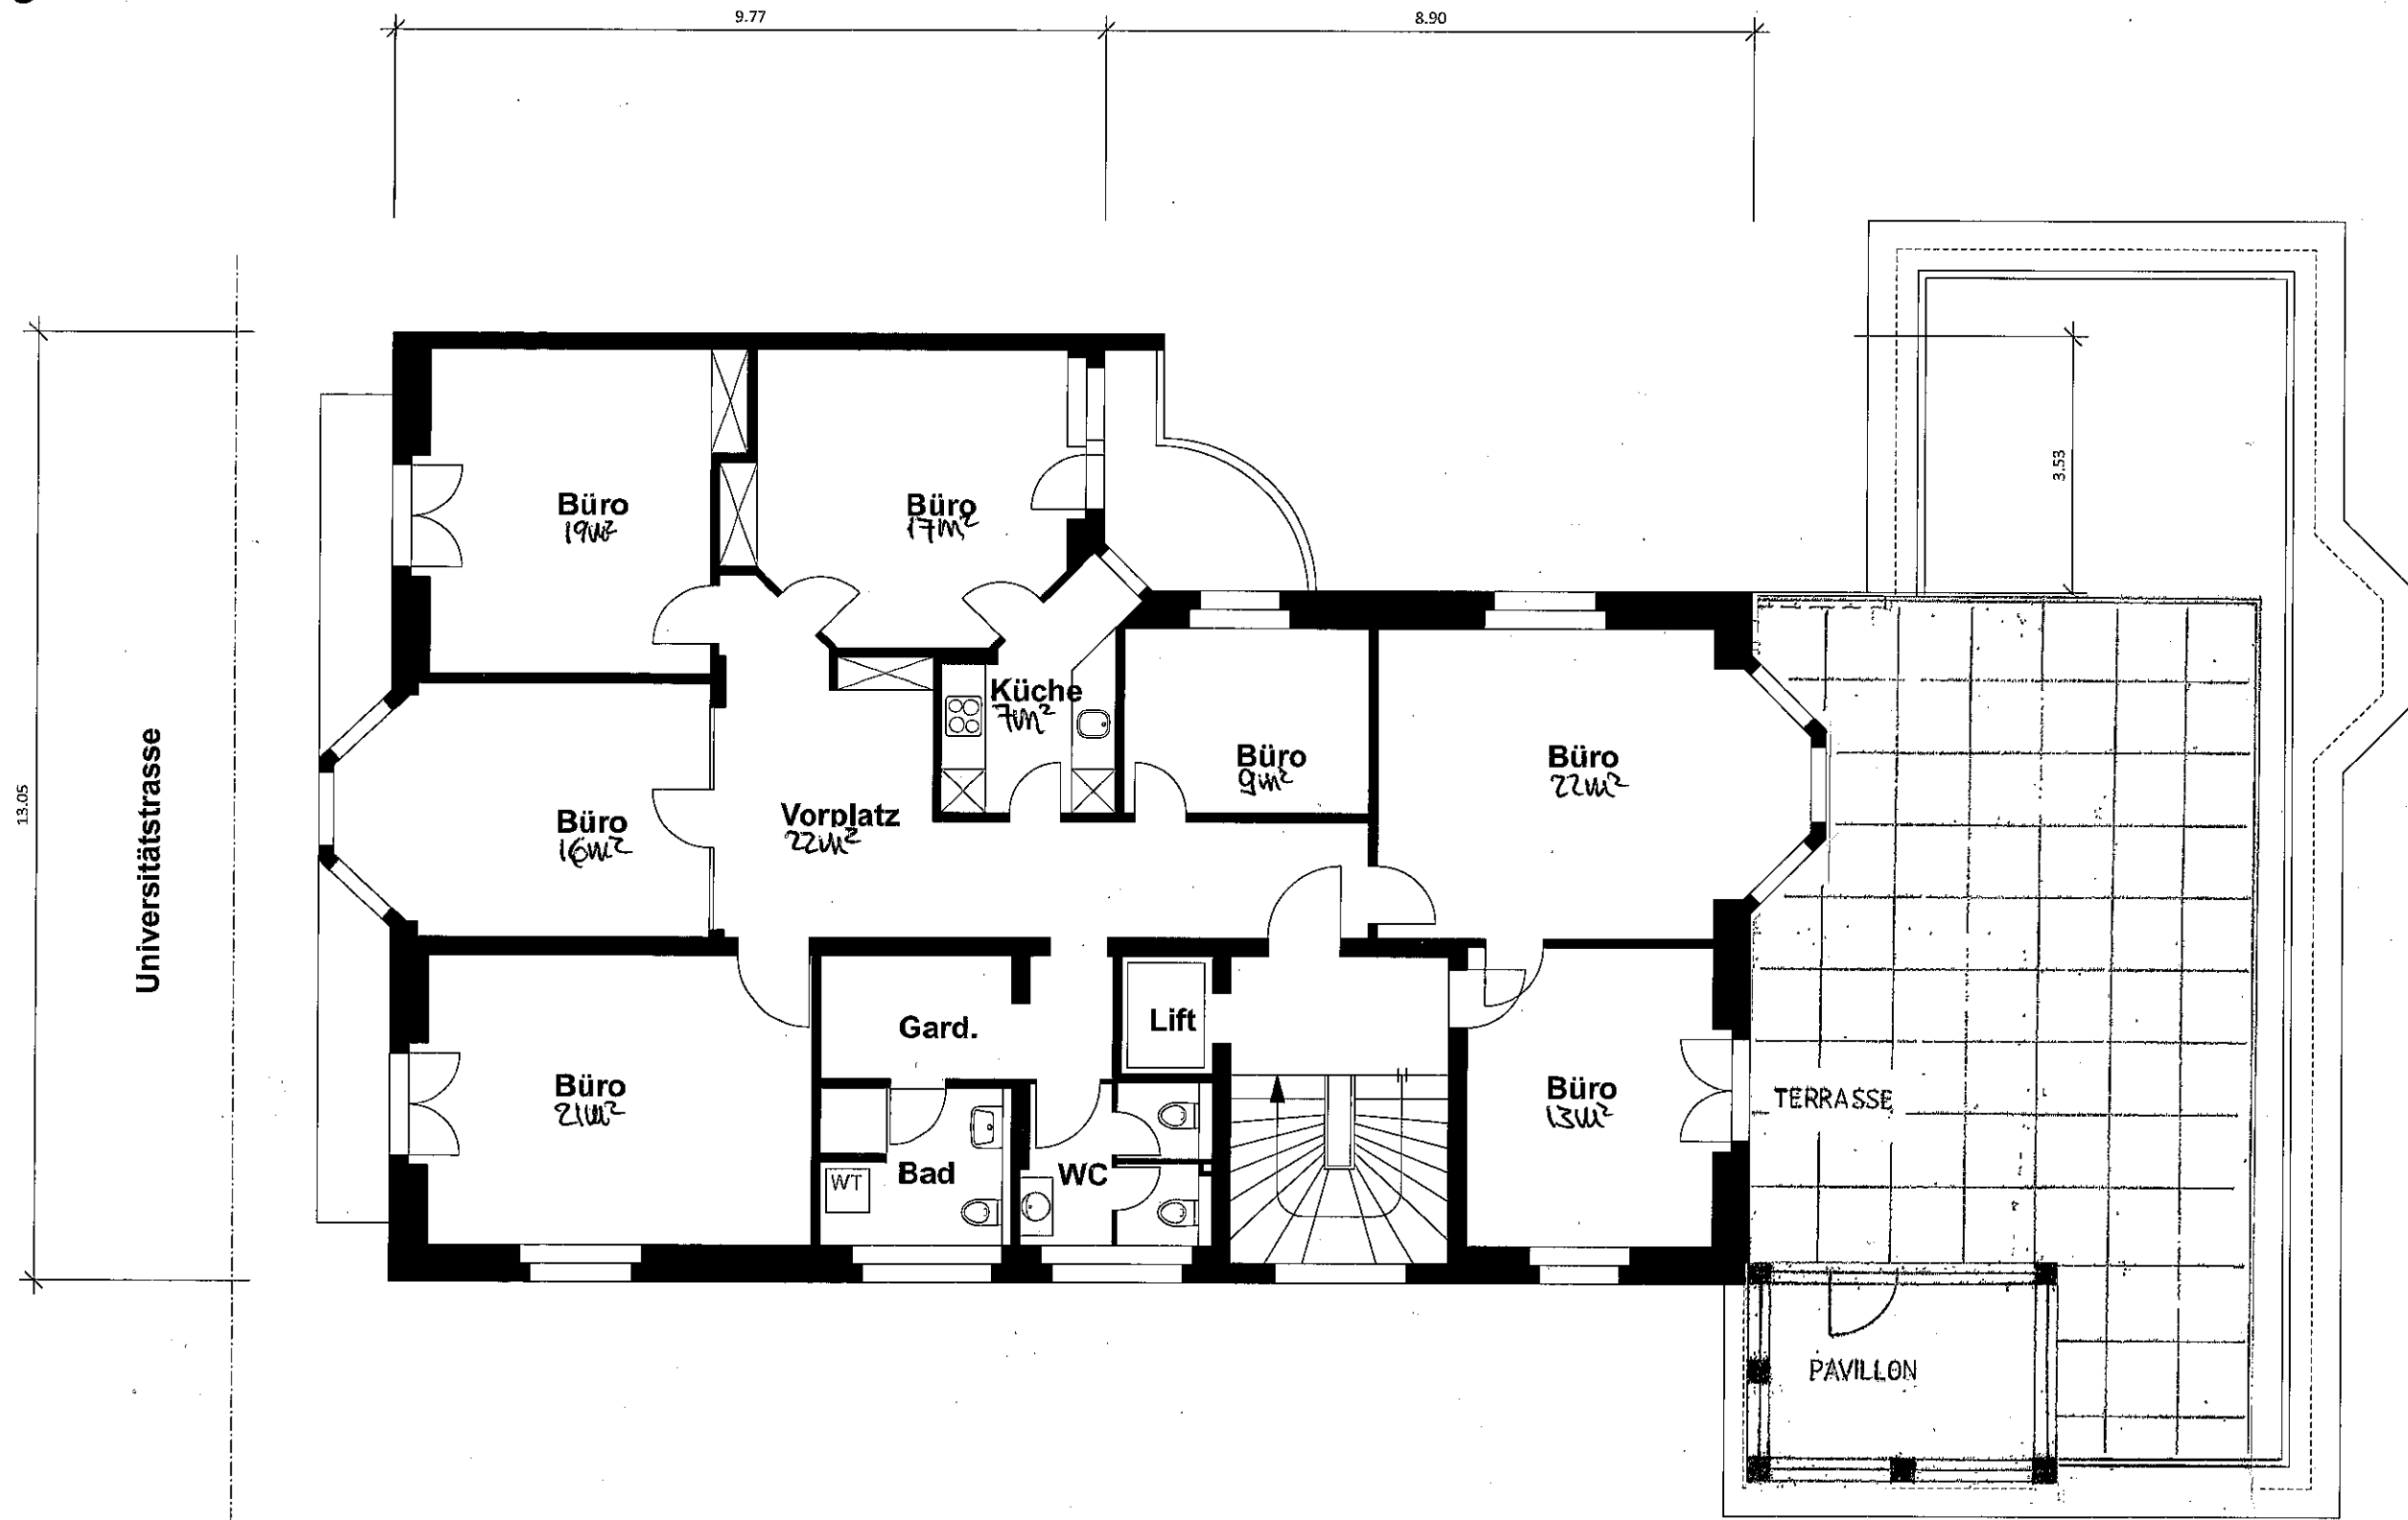 9.77
8.90
3.53
13.05
Universitätstrasse
Büro
19m²
Büro
17m²
Küche
7m²
Büro
9m²
Büro
22m²
Büro
16m²
Vorplatz
22m²
Büro
21m²
Gard.
Lift
Bad
WT
WC
Büro
13m²
TERRASSE
PAVILLON